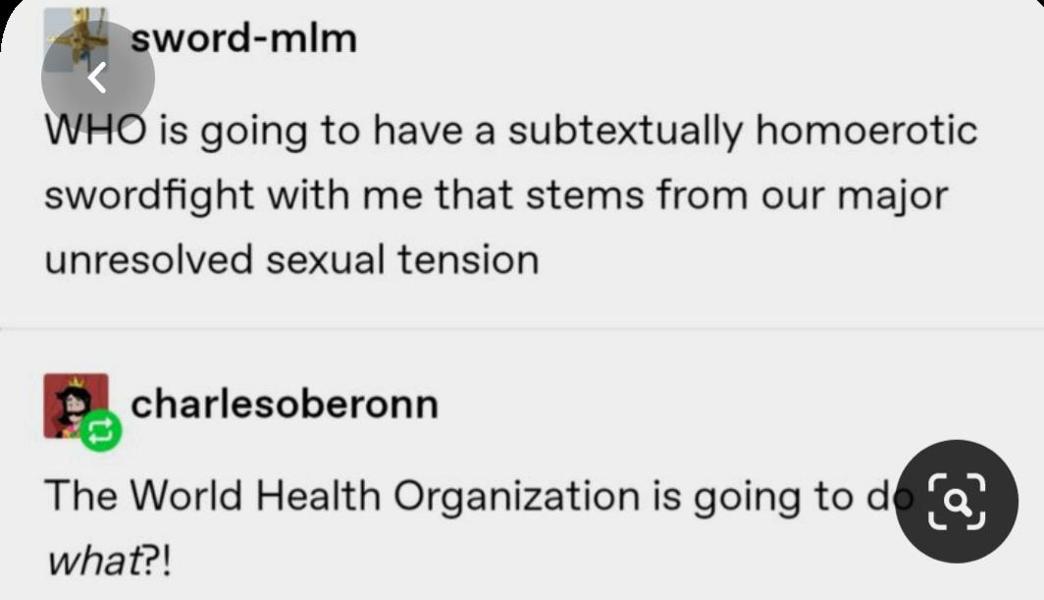 sword-mlm
WHO is going to have a subtextually homoerotic
swordfight with me that stems from our major
unresolved sexual tension
charlesoberonn
The World Health Organization is going to do
what?!